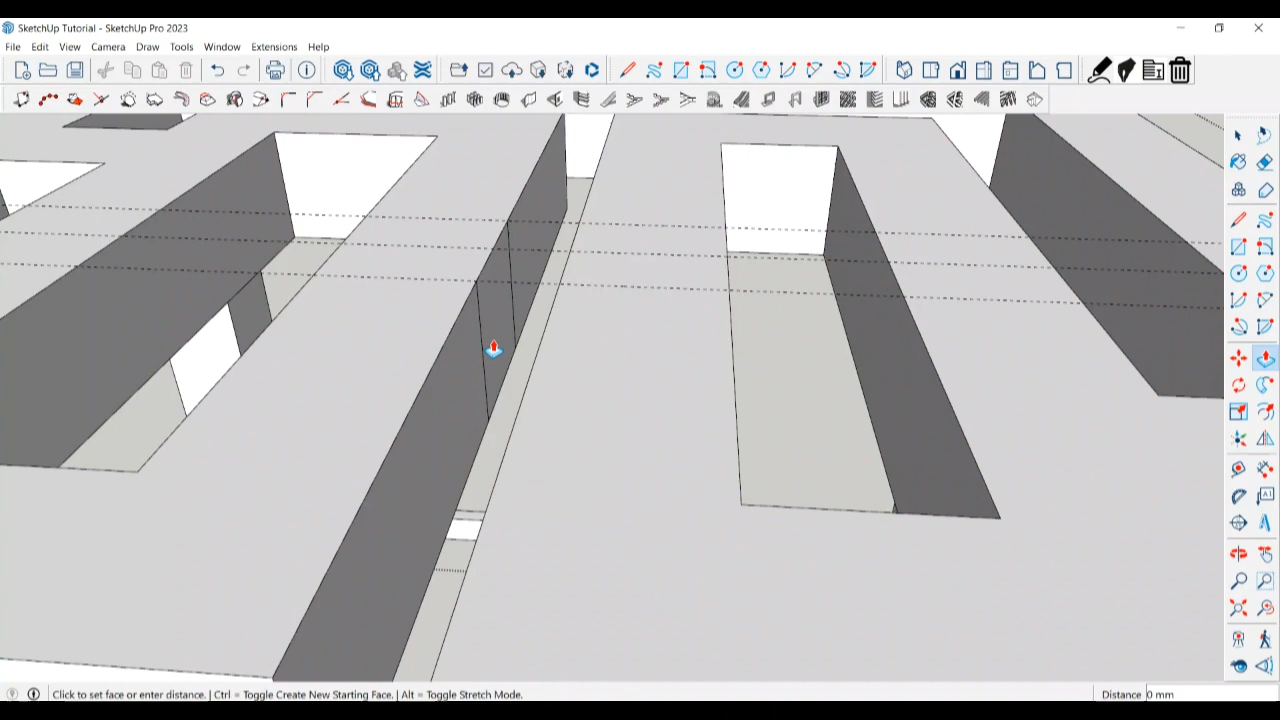 SketchUp Tutorial - SketchUp Pro 2023
File Edit View Camera Draw Tools Window Extensions Help
Click to set face or enter distance. | Ctrl = Toggle Create New Starting Face. | Alt = Toggle Stretch Mode.
Distance 0 mm